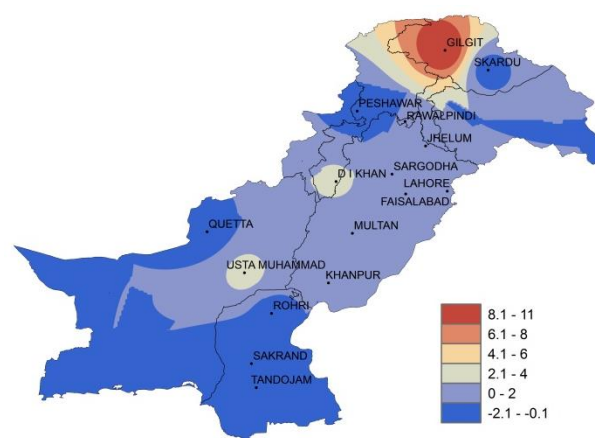 GILGIT
SKARDU
PESHAWAR
RAWALPINDI
JHELUM
SARGODHA
D I KHAN
LAHORE
FAISALABAD
QUETTA
MULTAN
USTA MUHAMMAD
KHANPUR
ROHRI
SAKRAND
TANDOJAM
8.1 - 11
6.1 - 8
4.1 - 6
2.1 - 4
0 - 2
-2.1 - -0.1